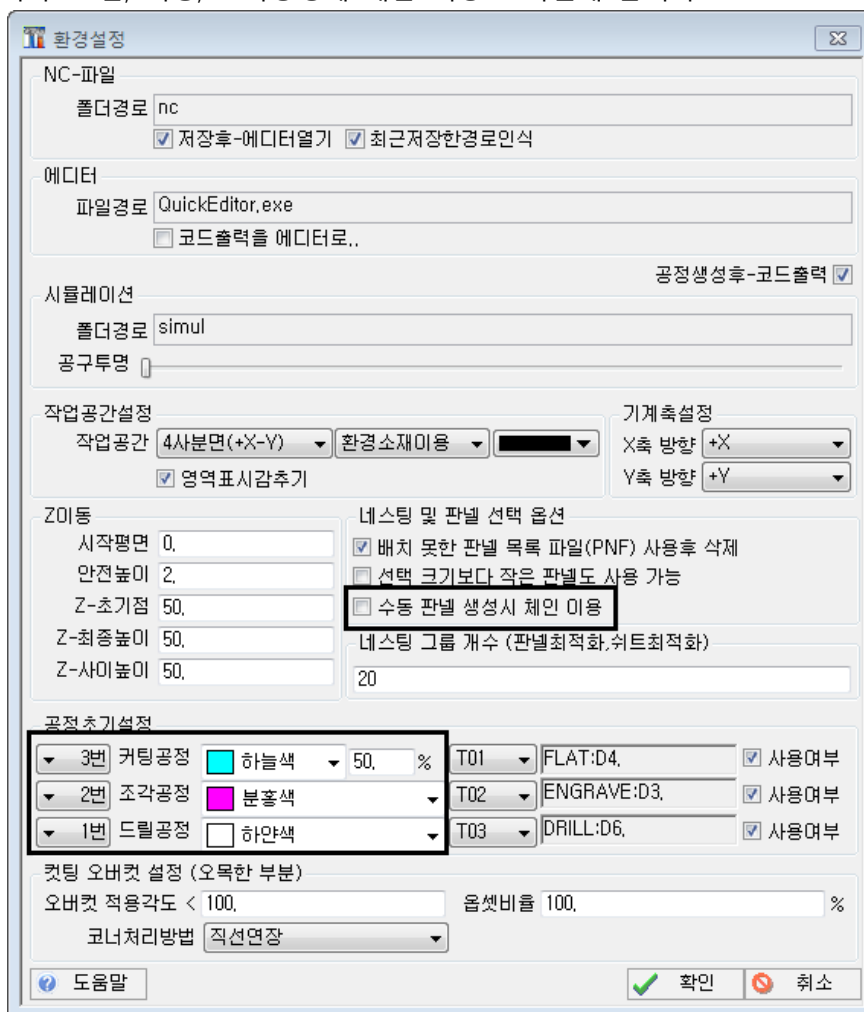 환경설정
NC-파일
폴더경로 nc
저장후-에디터열기 최근저장한경로인식
에디터
파일경로 QuickEditor.exe
코드출력을 에디터로..
공정생성후-코드출력
시뮬레이션
폴더경로 simul
공구투명
작업공간설정 기계축설정
작업공간 4사분면(+X-Y) 환경소재이용 X축 방향 +X
영역표시감추기 Y축 방향 +Y
Z이동 네스팅 및 판넬 선택 옵션
시작평면 0. 배치 못한 판넬 목록 파일(PNF) 사용후 삭제
안전높이 2. 선택 크기보다 작은 판넬도 사용 가능
Z-초기점 50. 수동 판넬 생성시 체인 이용
Z-최종높이 50. 네스팅 그룹 개수 (판넬최적화,쉬트최적화)
Z-사이높이 50. 20
공정초기설정
3번 커팅공정 하늘색 50. % T01 FLAT:D4. 사용여부
2번 조각공정 분홍색 T02 ENGRAVE:D3. 사용여부
1번 드릴공정 하얀색 T03 DRILL:D6. 사용여부
컷팅 오버컷 설정 (오목한 부분)
오버컷 적용각도 < 100. 옵셋비율 100. %
코너처리방법 직선연장
도움말 확인 취소